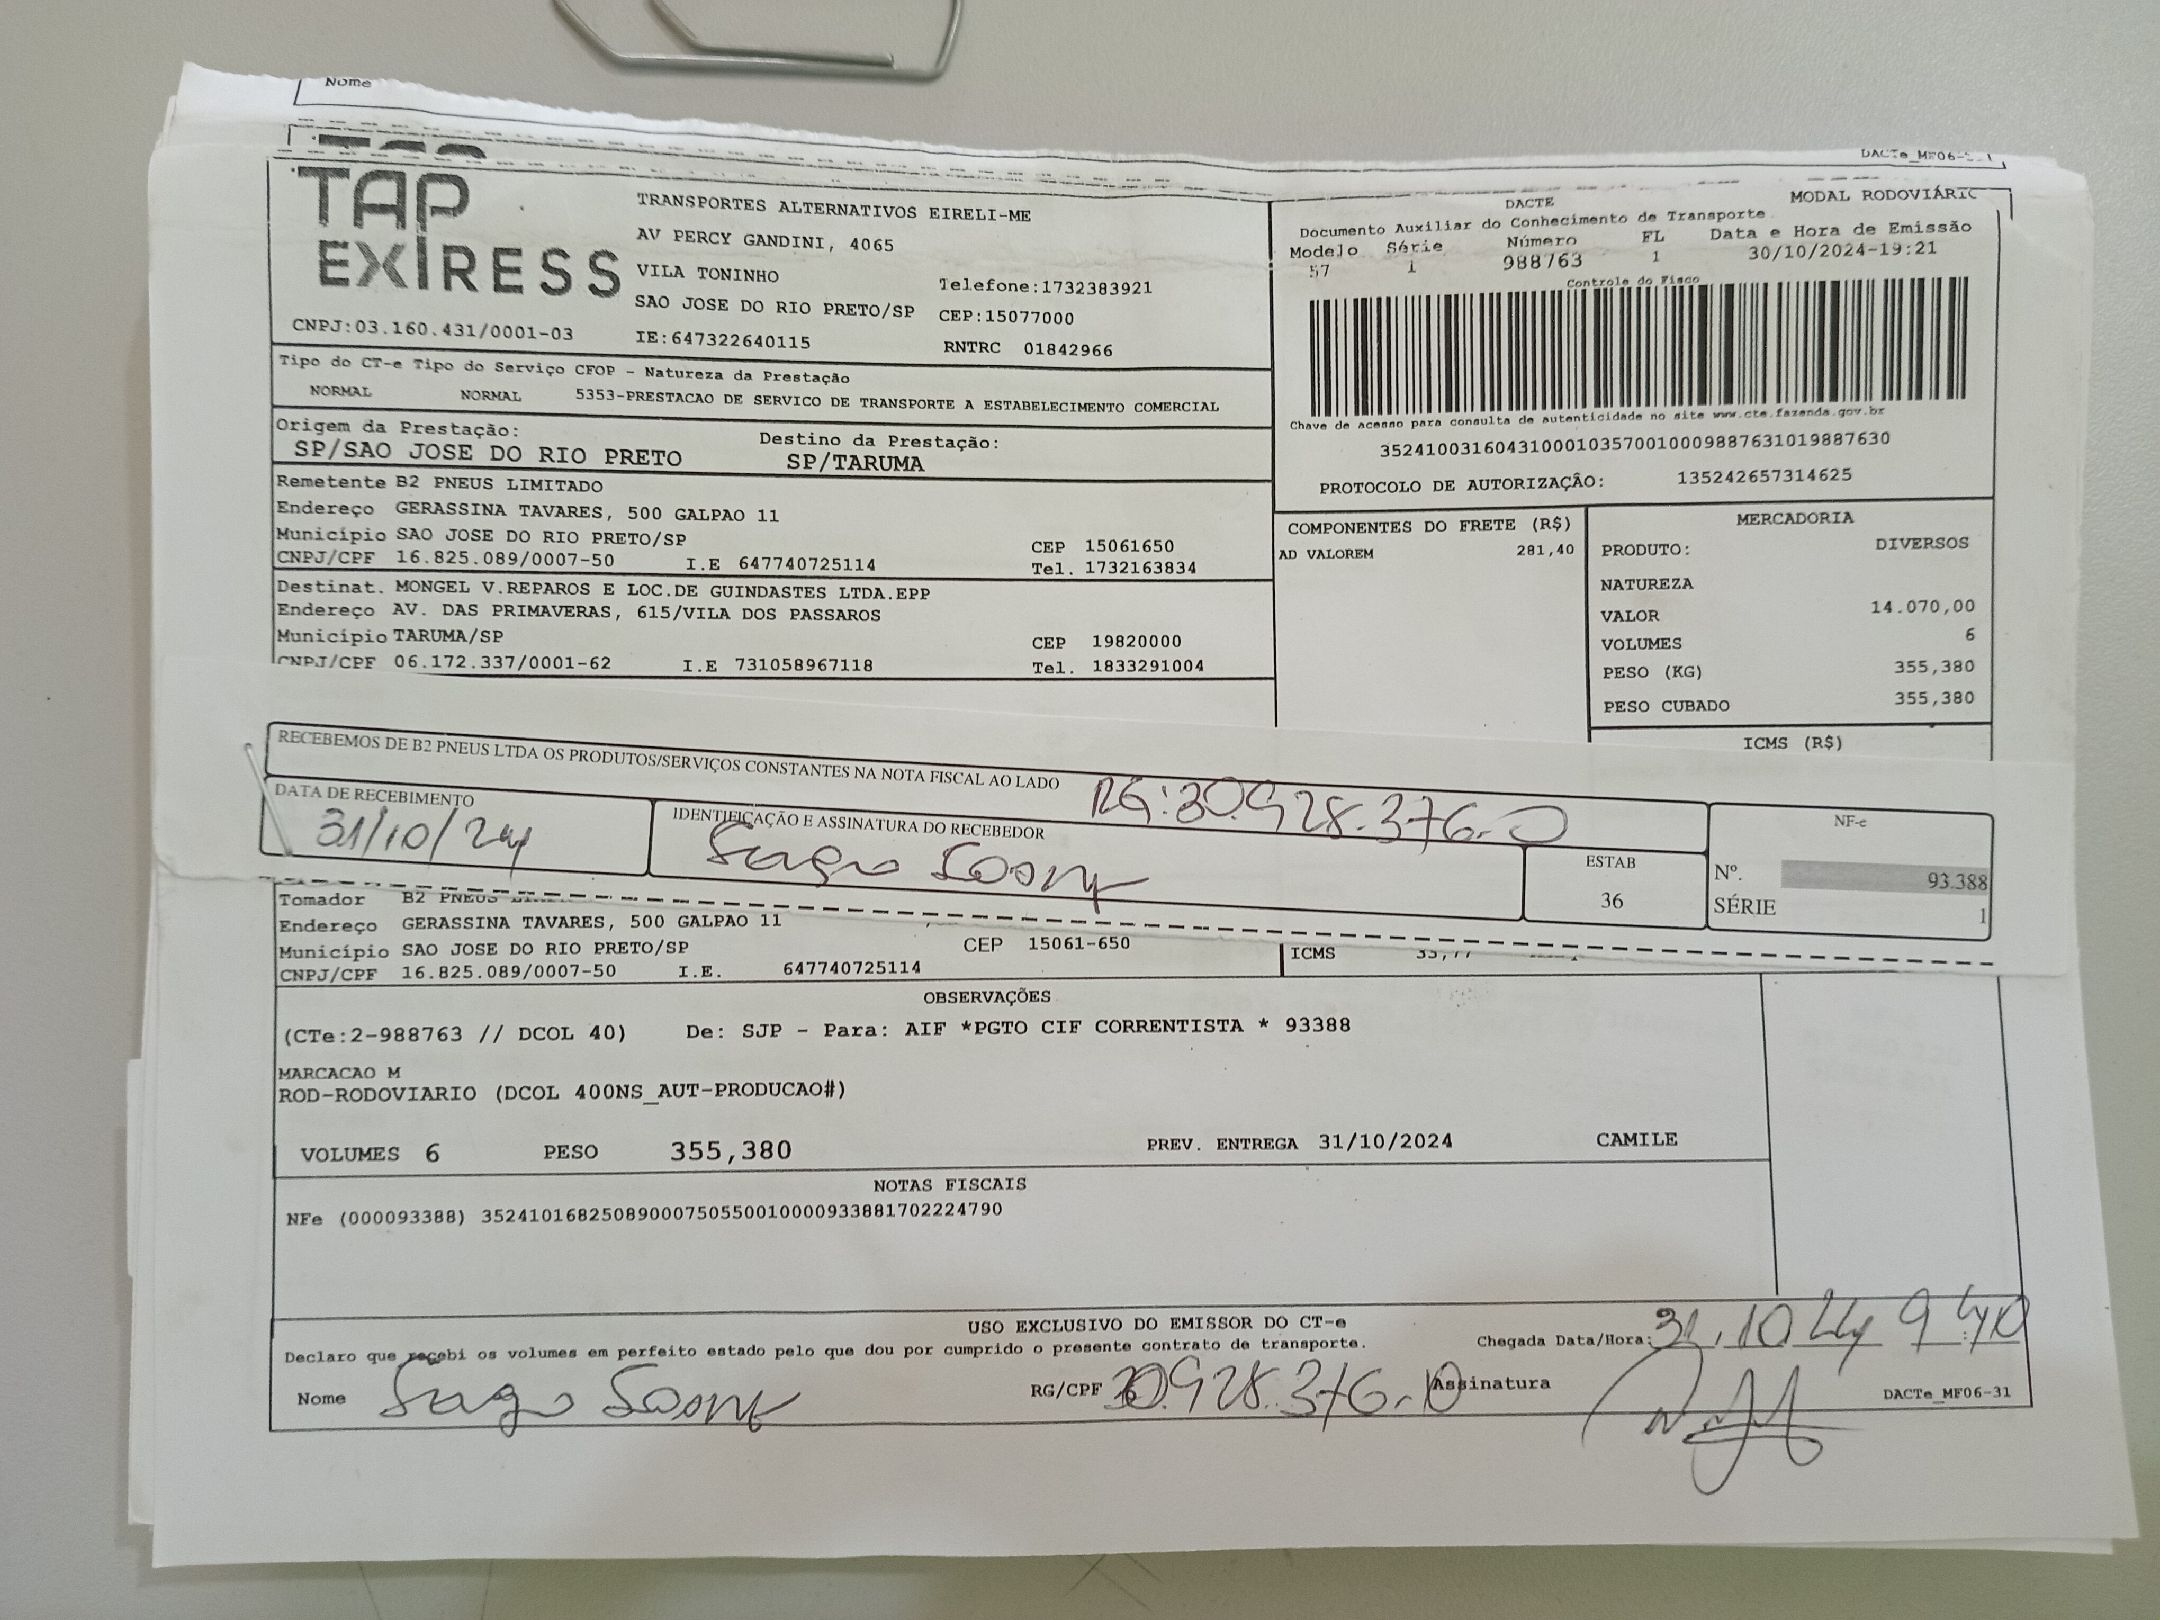 Nome
DACTe_MF06-
TAP
EXIRESS
TRANSPORTES ALTERNATIVOS EIRELI-ME
AV PERCY GANDINI, 4065
VILA TONINHO
Telefone:1732383921
SAO JOSE DO RIO PRETO/SP CEP:15077000
CNPJ:03.160.431/0001-03
IE:647322640115
RNTRC 01842966
DACTE
MODAL RODOVIÁRIO
Documento Auxiliar do Conhecimento de Transporte
Modelo Série Número FL Data e Hora de Emissão
57 1 988763 1 30/10/2024-19:21
Controle do Fisco
Chave de acesso para consulta de autenticidade no site www.cte.fazenda.gov.br
35241003160431000103570010009887631019887630
PROTOCOLO DE AUTORIZAÇÃO: 135242657314625
Tipo do CT-e Tipo do Serviço CFOP - Natureza da Prestação
NORMAL NORMAL 5353-PRESTACAO DE SERVICO DE TRANSPORTE A ESTABELECIMENTO COMERCIAL
Origem da Prestação: Destino da Prestação:
SP/SAO JOSE DO RIO PRETO SP/TARUMA
Remetente B2 PNEUS LIMITADO
Endereço GERASSINA TAVARES, 500 GALPAO 11
Município SAO JOSE DO RIO PRETO/SP CEP 15061650
CNPJ/CPF 16.825.089/0007-50 I.E 647740725114 Tel. 1732163834
Destinat. MONGEL V.REPAROS E LOC.DE GUINDASTES LTDA.EPP
Endereço AV. DAS PRIMAVERAS, 615/VILA DOS PASSAROS
Município TARUMA/SP CEP 19820000
CNPJ/CPF 06.172.337/0001-62 I.E 731058967118 Tel. 1833291004
COMPONENTES DO FRETE (R$)
AD VALOREM 281,40
MERCADORIA
PRODUTO: DIVERSOS
NATUREZA
VALOR 14.070,00
VOLUMES 6
PESO (KG) 355,380
PESO CUBADO 355,380
ICMS (R$)
RECEBEMOS DE B2 PNEUS LTDA OS PRODUTOS/SERVIÇOS CONSTANTES NA NOTA FISCAL AO LADO
RG:30.928.376-0
DATA DE RECEBIMENTO
31/10/24
IDENTIFICAÇÃO E ASSINATURA DO RECEBEDOR
ESTAB
36
NF-e
Nº. 93.388
SÉRIE 1
Tomador B2 PNEUS
Endereço GERASSINA TAVARES, 500 GALPAO 11
Município SAO JOSE DO RIO PRETO/SP CEP 15061-650
CNPJ/CPF 16.825.089/0007-50 I.E. 647740725114
ICMS
OBSERVAÇÕES
(CTe:2-988763 // DCOL 40) De: SJP - Para: AIF *PGTO CIF CORRENTISTA * 93388
MARCACAO M
ROD-RODOVIARIO (DCOL 400NS_AUT-PRODUCAO#)
VOLUMES 6 PESO 355,380 PREV. ENTREGA 31/10/2024 CAMILE
NOTAS FISCAIS
NFe (000093388) 35241016825089000750550010000933881702224790
USO EXCLUSIVO DO EMISSOR DO CT-e
Declaro que recebi os volumes em perfeito estado pelo que dou por cumprido o presente contrato de transporte.
Chegada Data/Hora: 31.10.24 9:40
Nome
RG/CPF 30.928.376-0 Assinatura
DACTe_MF06-31